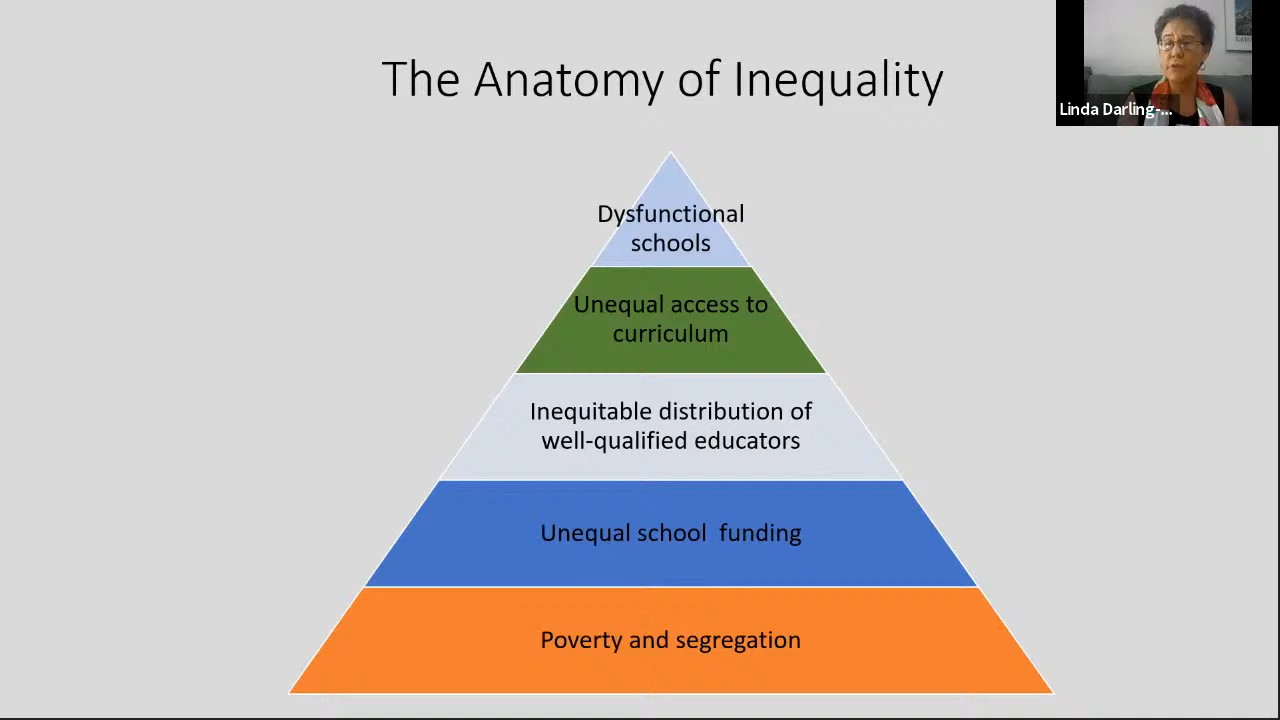 The Anatomy of Inequality
Linda Darling-...
Dysfunctional
schools
Unequal access to
curriculum
Inequitable distribution of
well-qualified educators
Unequal school  funding
Poverty and segregation